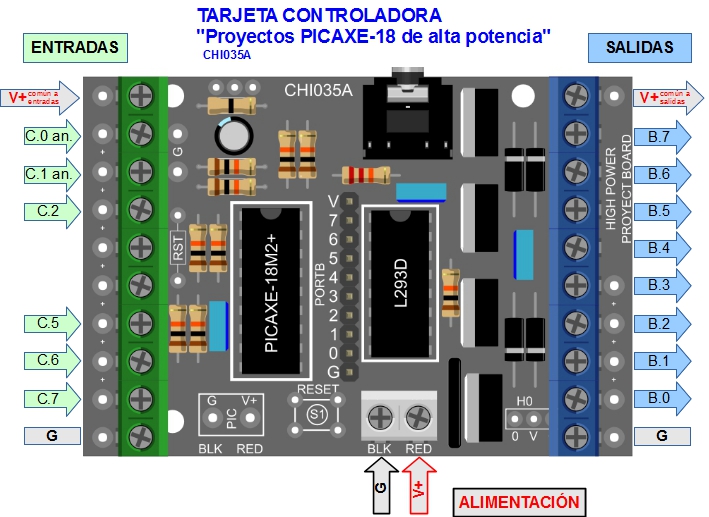 TARJETA CONTROLADORA
"Proyectos PICAXE-18 de alta potencia"
CHI035A
ENTRADAS
SALIDAS
V+ común a entradas
C.0 an.
C.1 an.
C.2
C.5
C.6
C.7
G
CHI035A
G
RST
PICAXE-18M2+
PORTB
V
7
6
5
4
3
2
1
0
G
L293D
HIGH POWER
PROYECT BOARD
G V+
PIC
BLK RED
RESET
S1
BLK RED
H0
0 V
G
V+
ALIMENTACIÓN
V+ común a salidas
B.7
B.6
B.5
B.4
B.3
B.2
B.1
B.0
G